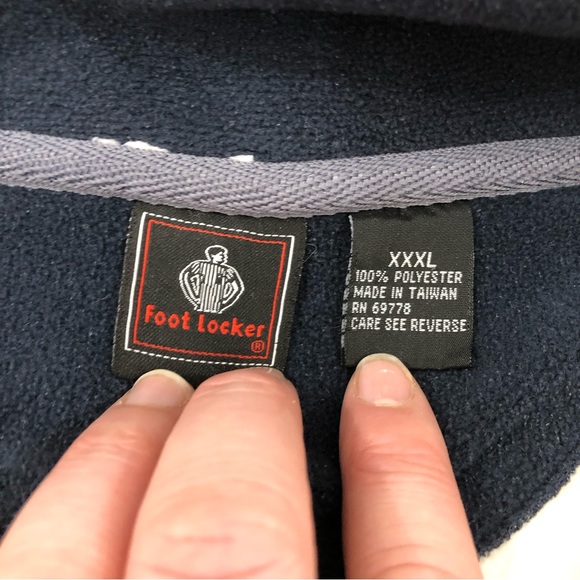 Foot Locker
®
XXXL
100% POLYESTER
MADE IN TAIWAN
RN 69778
CARE SEE REVERSE